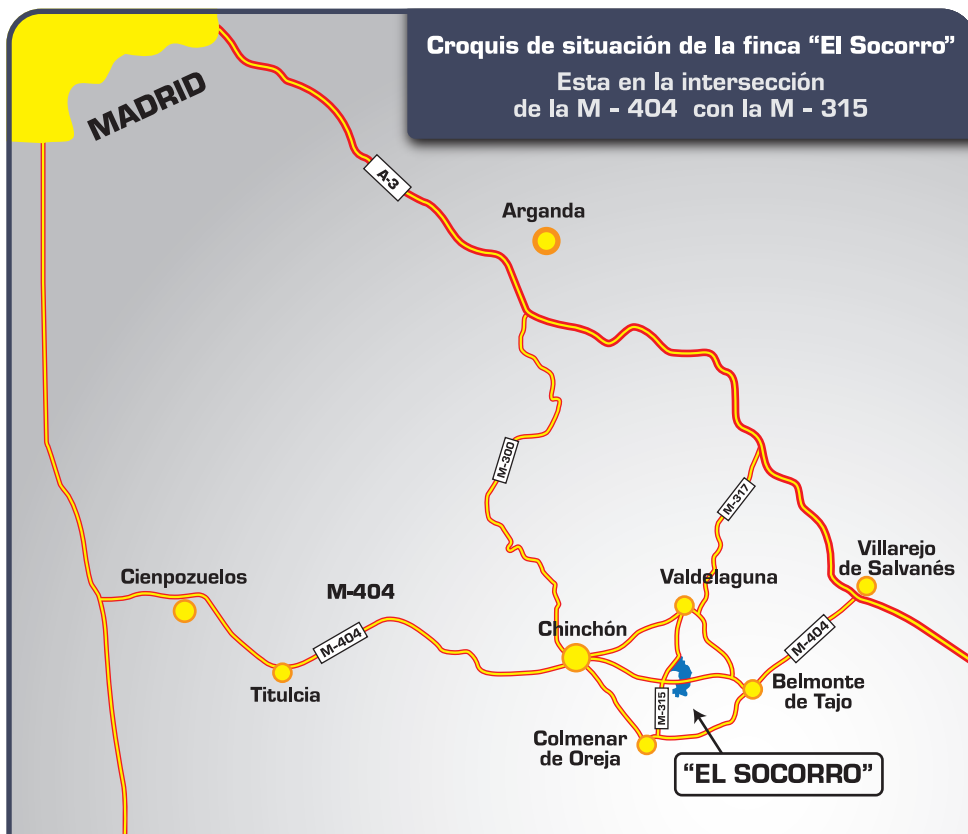 Croquis de situación de la finca “El Socorro”
Esta en la intersección
de la M - 404 con la M - 315
MADRID
A-3
Arganda
M-300
M-317
Villarejo
de Salvanés
Cienpozuelos
M-404
Valdelaguna
Chinchón
M-404
M-404
Titulcia
Belmonte
de Tajo
M-315
Colmenar
de Oreja
“EL SOCORRO”